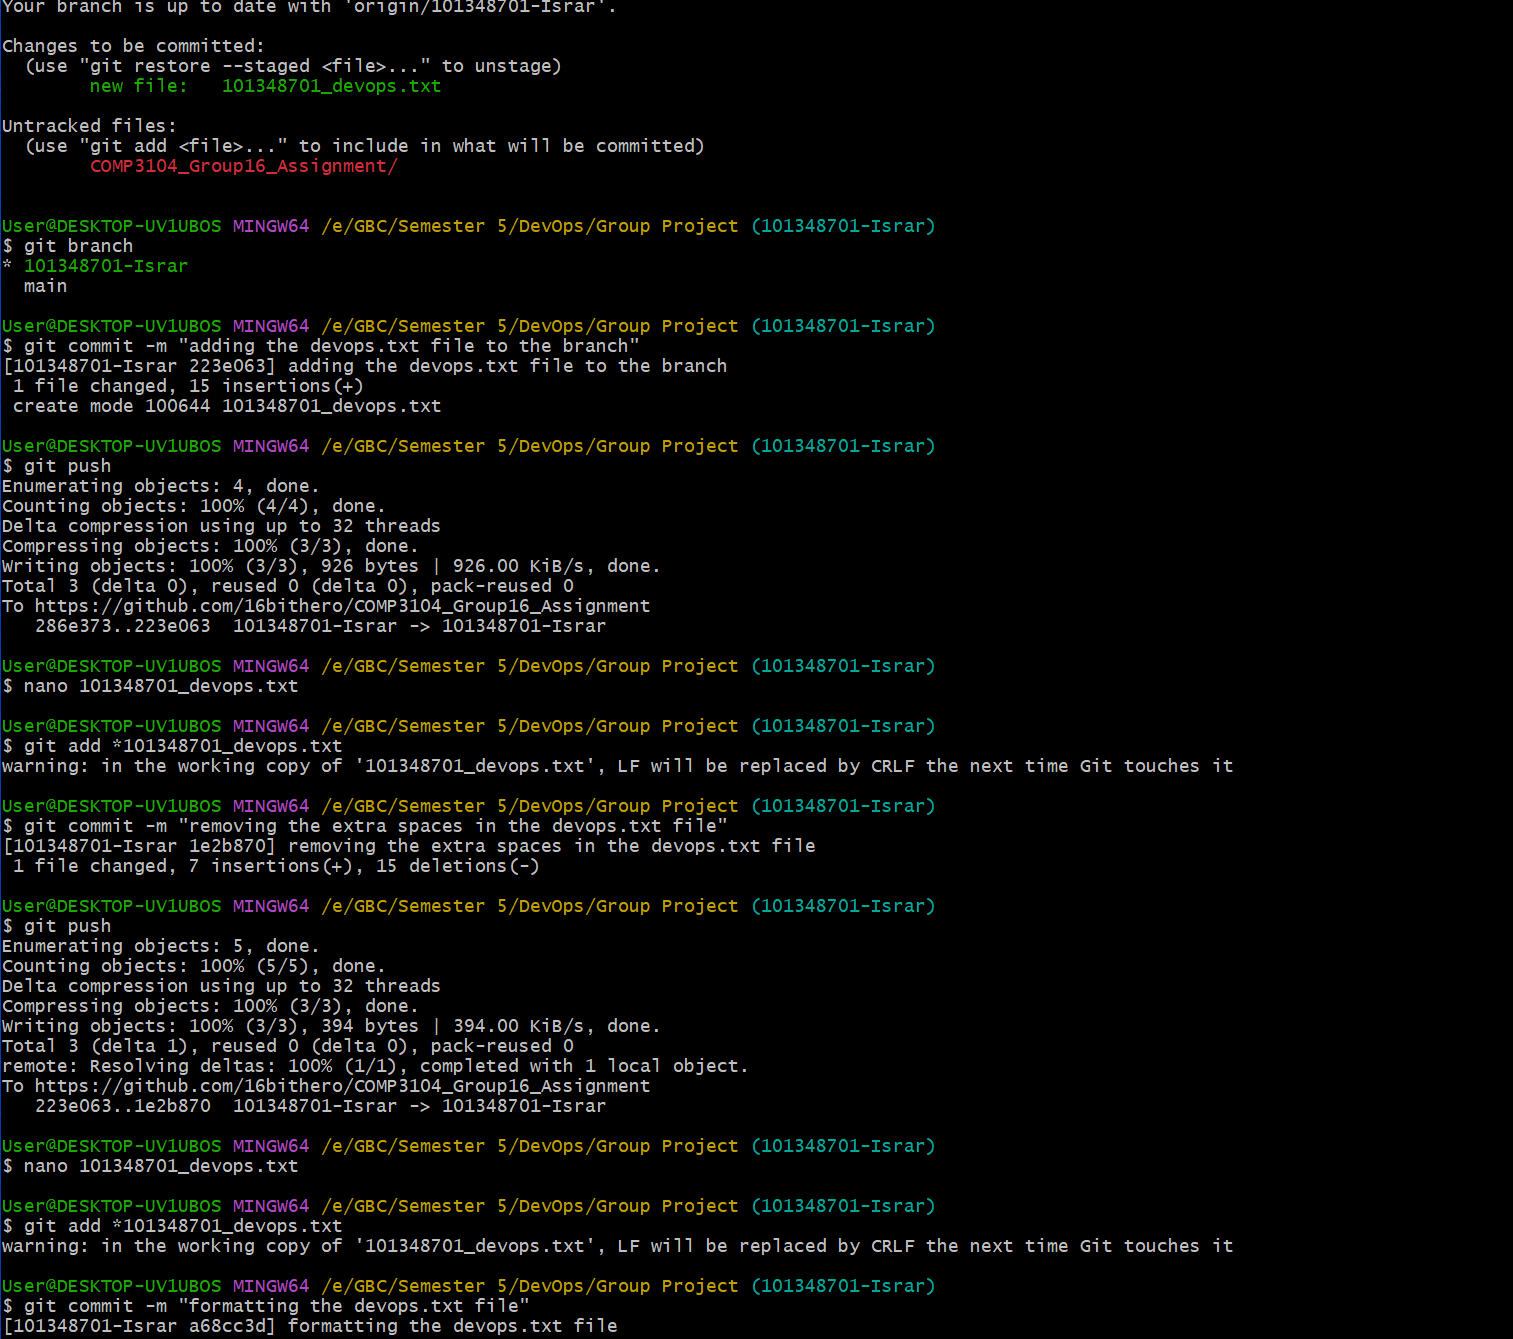 Your branch is up to date with 'origin/101348701-Israr'.
Changes to be committed:
(use "git restore --staged <file>..." to unstage)
new file:   101348701_devops.txt
Untracked files:
(use "git add <file>..." to include in what will be committed)
COMP3104_Group16_Assignment/
User@DESKTOP-UV1UBOS MINGW64 /e/GBC/Semester 5/DevOps/Group Project (101348701-Israr)
$ git branch
* 101348701-Israr
main
User@DESKTOP-UV1UBOS MINGW64 /e/GBC/Semester 5/DevOps/Group Project (101348701-Israr)
$ git commit -m "adding the devops.txt file to the branch"
[101348701-Israr 223e063] adding the devops.txt file to the branch
1 file changed, 15 insertions(+)
create mode 100644 101348701_devops.txt
User@DESKTOP-UV1UBOS MINGW64 /e/GBC/Semester 5/DevOps/Group Project (101348701-Israr)
$ git push
Enumerating objects: 4, done.
Counting objects: 100% (4/4), done.
Delta compression using up to 32 threads
Compressing objects: 100% (3/3), done.
Writing objects: 100% (3/3), 926 bytes | 926.00 KiB/s, done.
Total 3 (delta 0), reused 0 (delta 0), pack-reused 0
To https://github.com/16bithero/COMP3104_Group16_Assignment
286e373..223e063  101348701-Israr -> 101348701-Israr
User@DESKTOP-UV1UBOS MINGW64 /e/GBC/Semester 5/DevOps/Group Project (101348701-Israr)
$ nano 101348701_devops.txt
User@DESKTOP-UV1UBOS MINGW64 /e/GBC/Semester 5/DevOps/Group Project (101348701-Israr)
$ git add *101348701_devops.txt
warning: in the working copy of '101348701_devops.txt', LF will be replaced by CRLF the next time Git touches it
User@DESKTOP-UV1UBOS MINGW64 /e/GBC/Semester 5/DevOps/Group Project (101348701-Israr)
$ git commit -m "removing the extra spaces in the devops.txt file"
[101348701-Israr 1e2b870] removing the extra spaces in the devops.txt file
1 file changed, 7 insertions(+), 15 deletions(-)
User@DESKTOP-UV1UBOS MINGW64 /e/GBC/Semester 5/DevOps/Group Project (101348701-Israr)
$ git push
Enumerating objects: 5, done.
Counting objects: 100% (5/5), done.
Delta compression using up to 32 threads
Compressing objects: 100% (3/3), done.
Writing objects: 100% (3/3), 394 bytes | 394.00 KiB/s, done.
Total 3 (delta 1), reused 0 (delta 0), pack-reused 0
remote: Resolving deltas: 100% (1/1), completed with 1 local object.
To https://github.com/16bithero/COMP3104_Group16_Assignment
223e063..1e2b870  101348701-Israr -> 101348701-Israr
User@DESKTOP-UV1UBOS MINGW64 /e/GBC/Semester 5/DevOps/Group Project (101348701-Israr)
$ nano 101348701_devops.txt
User@DESKTOP-UV1UBOS MINGW64 /e/GBC/Semester 5/DevOps/Group Project (101348701-Israr)
$ git add *101348701_devops.txt
warning: in the working copy of '101348701_devops.txt', LF will be replaced by CRLF the next time Git touches it
User@DESKTOP-UV1UBOS MINGW64 /e/GBC/Semester 5/DevOps/Group Project (101348701-Israr)
$ git commit -m "formatting the devops.txt file"
[101348701-Israr a68cc3d] formatting the devops.txt file